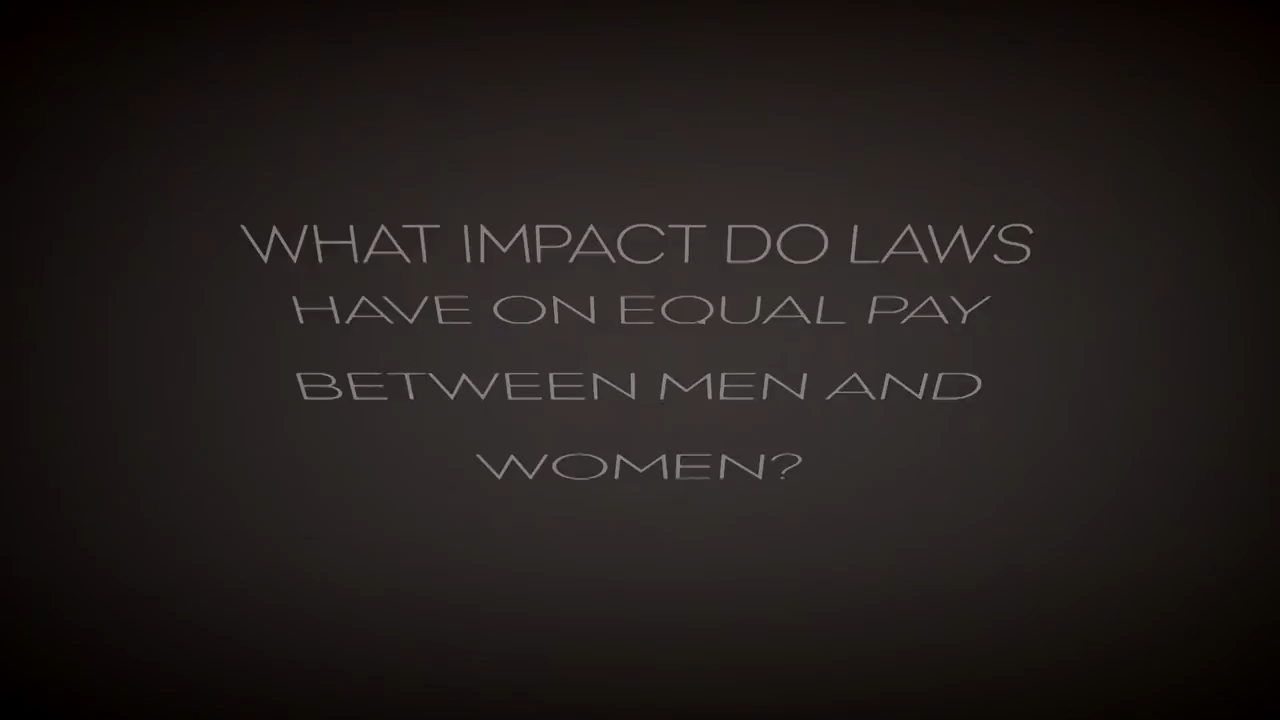 WHAT IMPACT DO LAWS
HAVE ON EQUAL PAY
BETWEEN MEN AND
WOMEN?